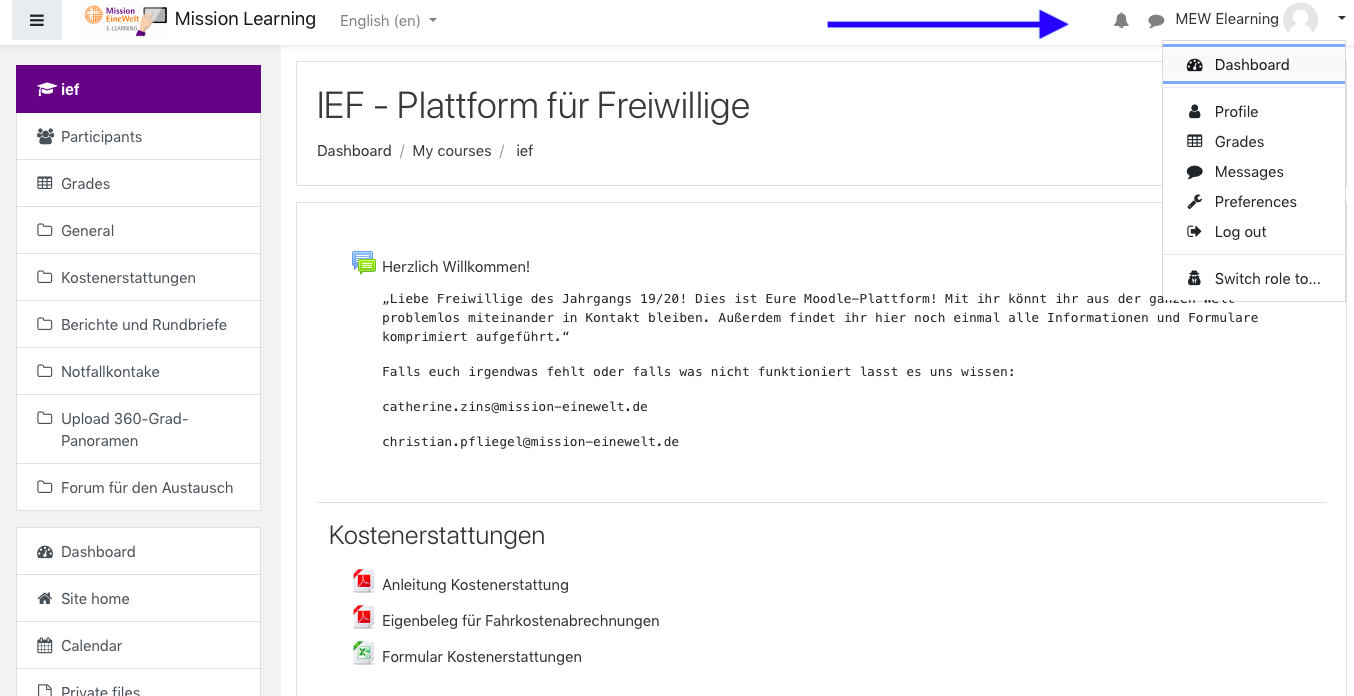 Mission
EineWelt
E-LEARNING
Mission Learning
English (en)
MEW Elearning
Dashboard
Profile
Grades
Messages
Preferences
Log out
Switch role to...
ief
Participants
Grades
General
Kostenerstattungen
Berichte und Rundbriefe
Notfallkontake
Upload 360-Grad-
Panoramen
Forum für den Austausch
Dashboard
Site home
Calendar
Private files
IEF - Plattform für Freiwillige
Dashboard / My courses / ief
Herzlich Willkommen!
„Liebe Freiwillige des Jahrgangs 19/20! Dies ist Eure Moodle-Plattform! Mit ihr könnt ihr aus der ganzen Welt
problemlos miteinander in Kontakt bleiben. Außerdem findet ihr hier noch einmal alle Informationen und Formulare
komprimiert aufgeführt.“
Falls euch irgendwas fehlt oder falls was nicht funktioniert lasst es uns wissen:
catherine.zins@mission-einewelt.de
christian.pfliegel@mission-einewelt.de
Kostenerstattungen
Anleitung Kostenerstattung
Eigenbeleg für Fahrkostenabrechnungen
Formular Kostenerstattungen